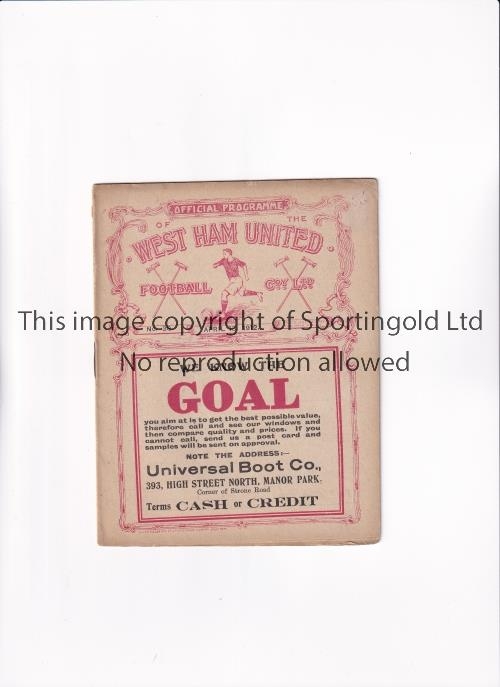 OFFICIAL PROGRAMME
OF THE
WEST HAM UNITED
FOOTBALL COY LTD
This image copyright of Sportingold Ltd
No reproduction allowed
WE KNOW THE
GOAL
you aim at is to get the best possible value,
therefore call and see our windows and
then compare quality and prices. If you
cannot call, send us a post card and
samples will be sent on approval.
NOTE THE ADDRESS:—
Universal Boot Co.,
393, HIGH STREET NORTH, MANOR PARK.
Corner of Strone Road
Terms CASH or CREDIT